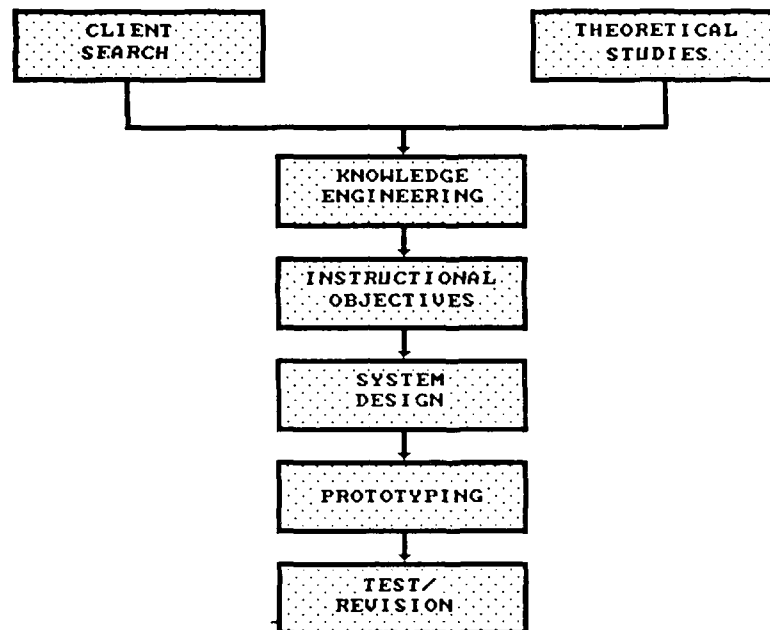 CLIENT
SEARCH
THEORETICAL
STUDIES
KNOWLEDGE
ENGINEERING
INSTRUCTIONAL
OBJECTIVES
SYSTEM
DESIGN
PROTOTYPING
TEST/
REVISION